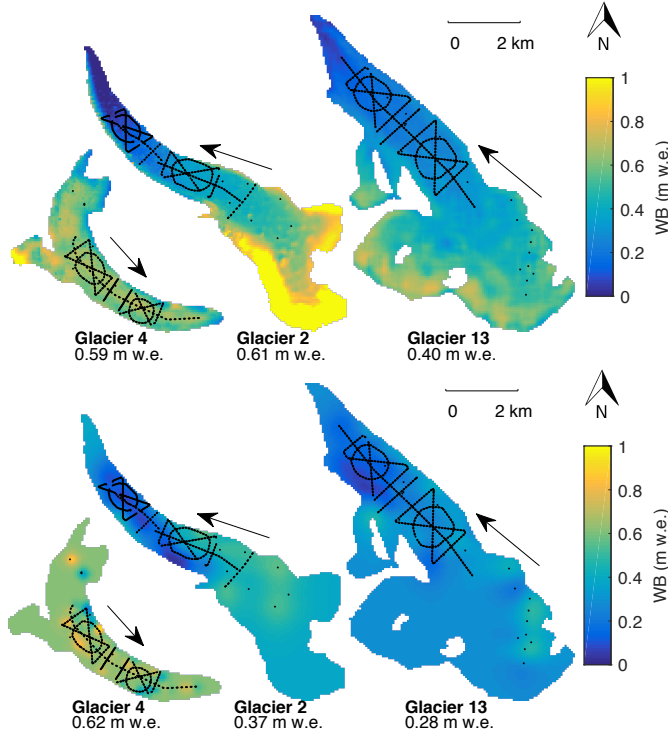 0 2 km
N
1
0.8
0.6
0.4
0.2
0
WB (m w.e.)
Glacier 4
0.59 m w.e.
Glacier 2
0.61 m w.e.
Glacier 13
0.40 m w.e.
0 2 km
N
1
0.8
0.6
0.4
0.2
0
WB (m w.e.)
Glacier 4
0.62 m w.e.
Glacier 2
0.37 m w.e.
Glacier 13
0.28 m w.e.